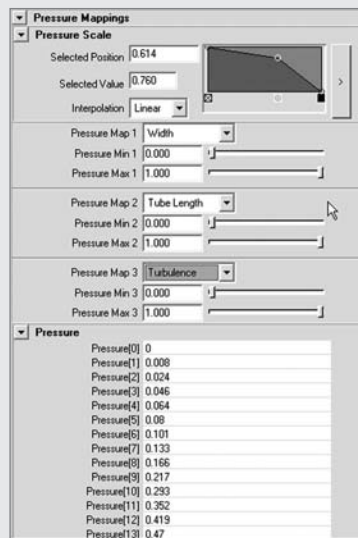 Pressure Mappings
Pressure Scale
Selected Position 0.614
Selected Value 0.760
Interpolation Linear
>
Pressure Map 1 Width
Pressure Min 1 0.000
Pressure Max 1 1.000
Pressure Map 2 Tube Length
Pressure Min 2 0.000
Pressure Max 2 1.000
Pressure Map 3 Turbulence
Pressure Min 3 0.000
Pressure Max 3 1.000
Pressure
Pressure[0] 0
Pressure[1] 0.008
Pressure[2] 0.024
Pressure[3] 0.046
Pressure[4] 0.064
Pressure[5] 0.08
Pressure[6] 0.101
Pressure[7] 0.133
Pressure[8] 0.166
Pressure[9] 0.217
Pressure[10] 0.293
Pressure[11] 0.352
Pressure[12] 0.419
Pressure[13] 0.47